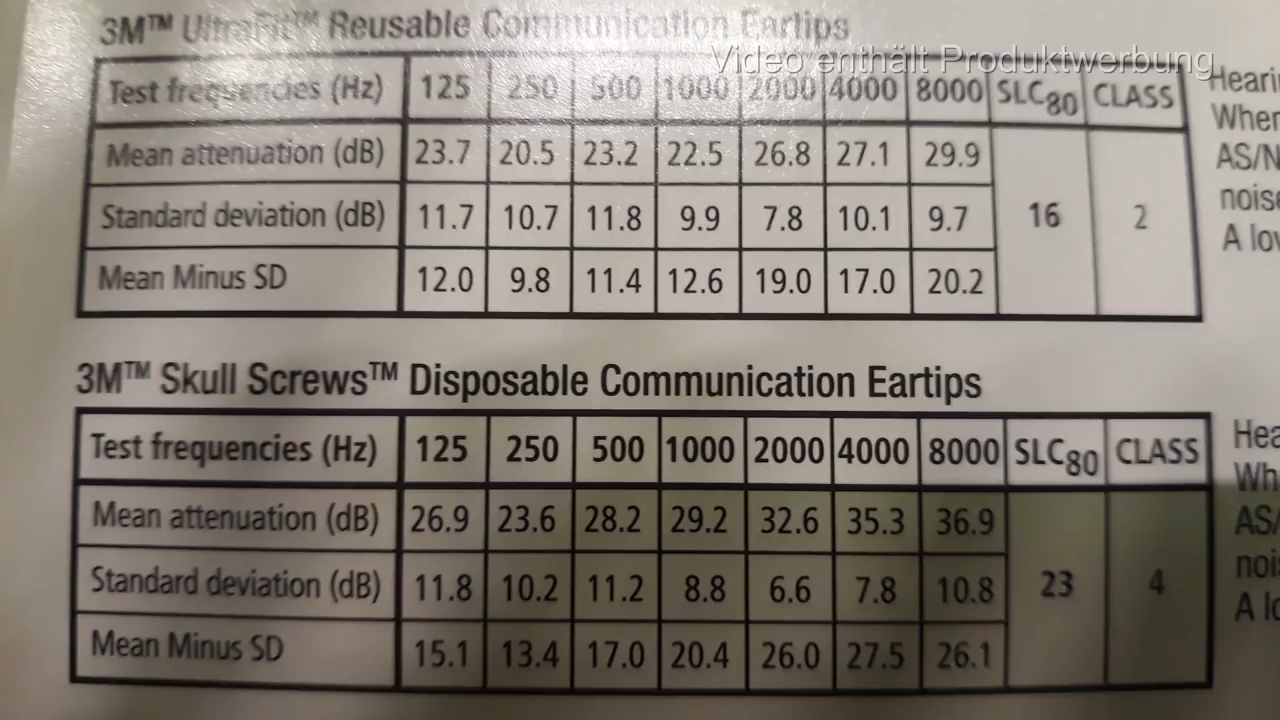 3M™ UltraFit™ Reusable Communication Eartips
Video enthält Produktwerbung
Test frequencies (Hz) 125 250 500 1000 2000 4000 8000 SLC80 CLASS
Mean attenuation (dB) 23.7 20.5 23.2 22.5 26.8 27.1 29.9
Standard deviation (dB) 11.7 10.7 11.8 9.9 7.8 10.1 9.7 16 2
Mean Minus SD 12.0 9.8 11.4 12.6 19.0 17.0 20.2
AS/N
A
3M™ Skull Screws™ Disposable Communication Eartips
Test frequencies (Hz) 125 250 500 1000 2000 4000 8000 SLC80 CLASS
Mean attenuation (dB) 26.9 23.6 28.2 29.2 32.6 35.3 36.9
Standard deviation (dB) 11.8 10.2 11.2 8.8 6.6 7.8 10.8 23 4
Mean Minus SD 15.1 13.4 17.0 20.4 26.0 27.5 26.1
AS/
A